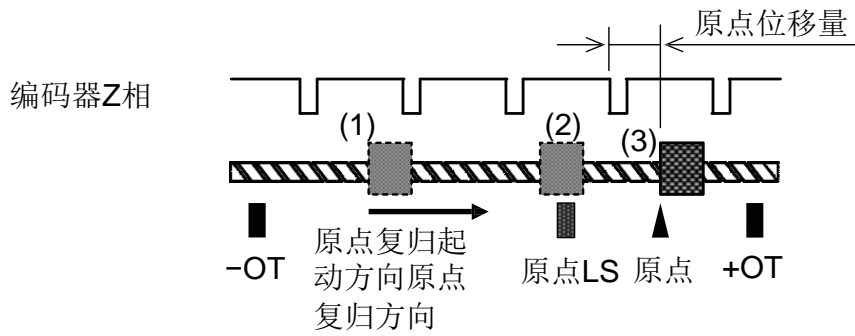 原点位移量
编码器Z相
(1)
(2)
(3)
−OT
原点复归起
动方向原点
复归方向
原点LS
原点
+OT